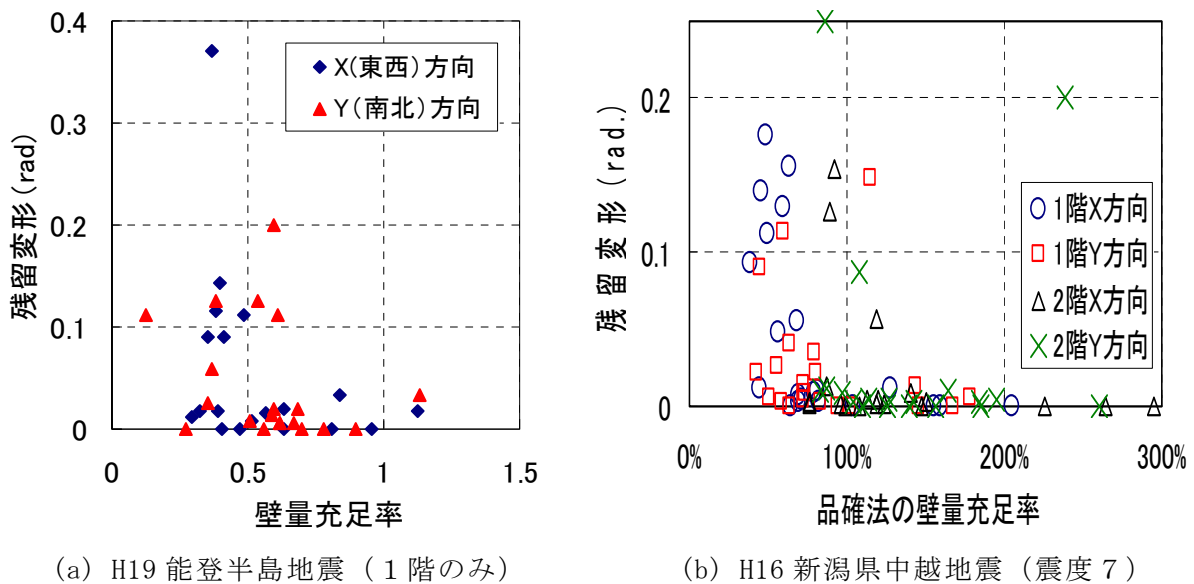 0.4
0.3
0.2
0.1
0
0
0.5
1
1.5
残留変形(rad)
壁量充足率
X(東西)方向
Y(南北)方向
(a) H19 能登半島地震(1階のみ)
0.2
0.1
0
0%
100%
200%
300%
残留変形(rad.)
品確法の壁量充足率
1階X方向
1階Y方向
2階X方向
2階Y方向
(b) H16 新潟県中越地震(震度7)